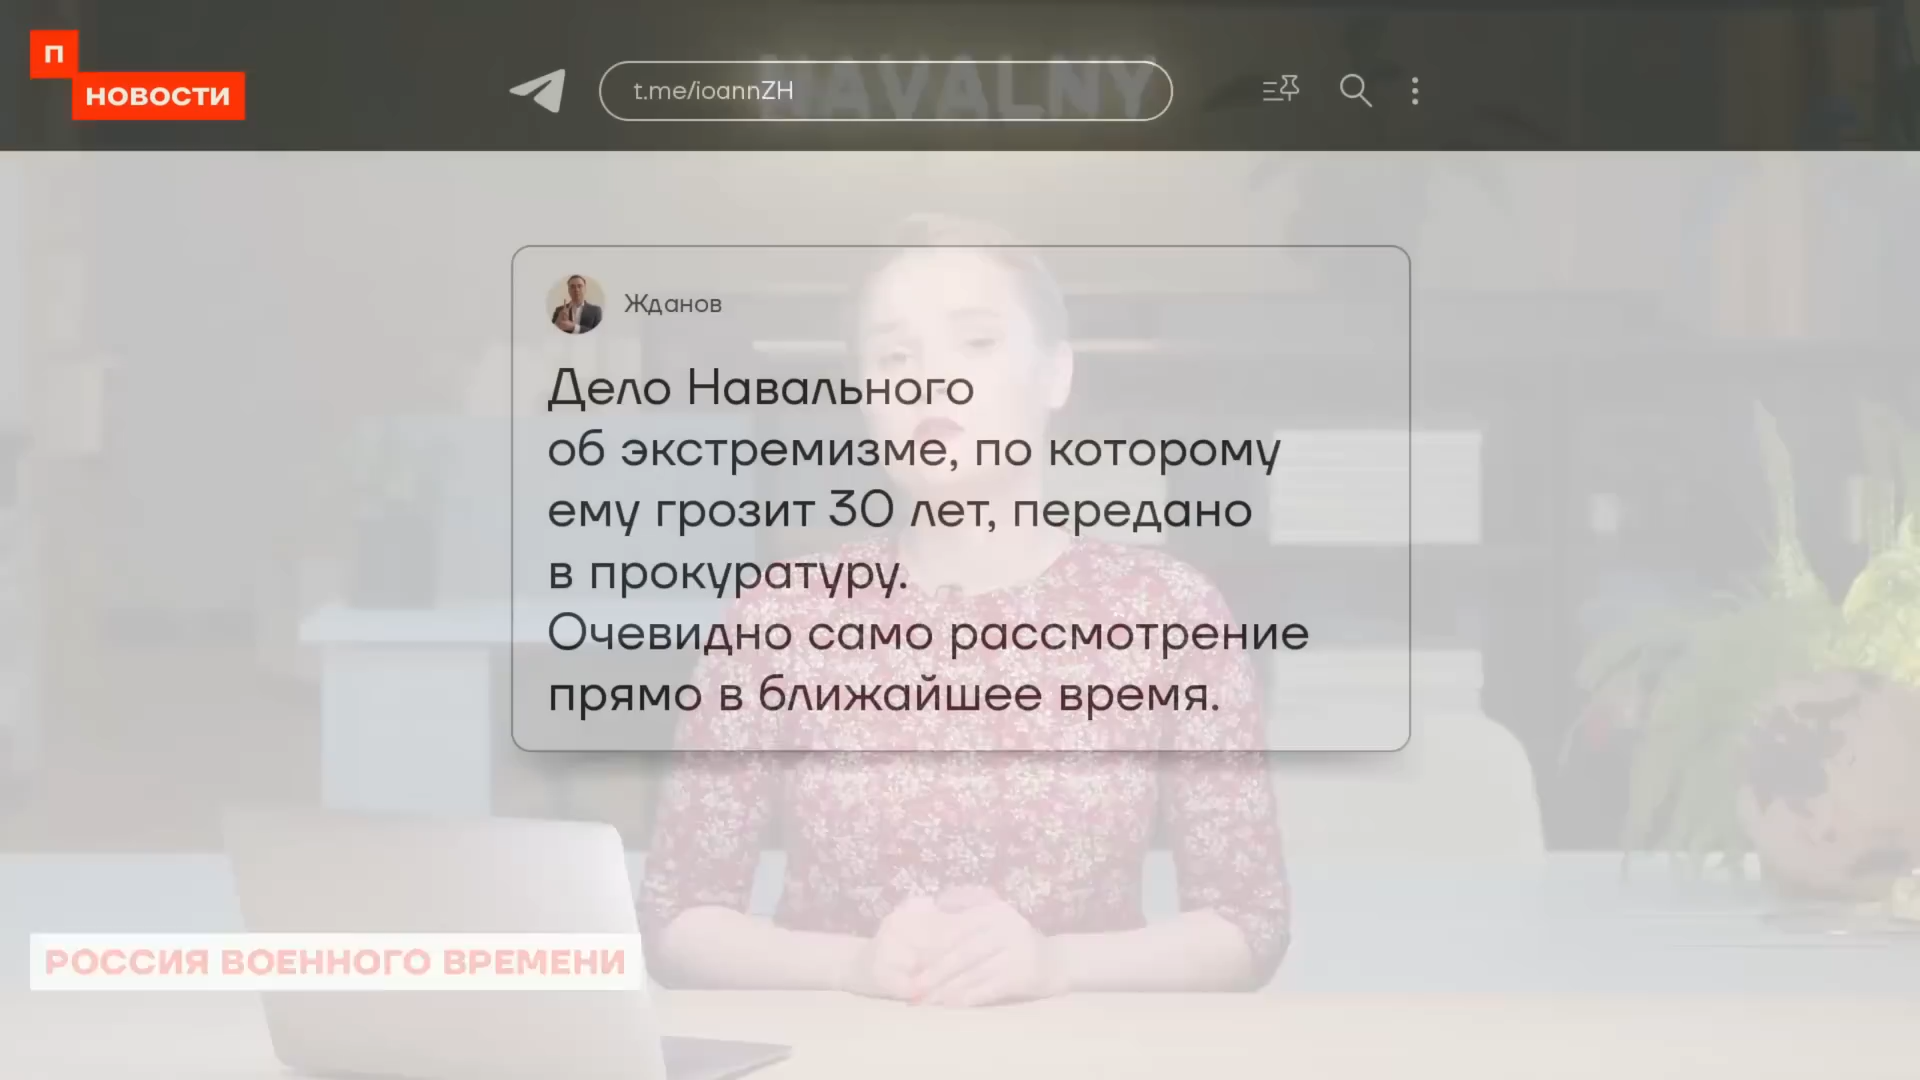 П
НОВОСТИ
t.me/ioannZH
NAVALNY
Жданов
Дело Навального
об экстремизме, по которому
ему грозит 30 лет, передано
в прокуратуру.
Очевидно само рассмотрение
прямо в ближайшее время.
РОССИЯ ВОЕННОГО ВРЕМЕНИ